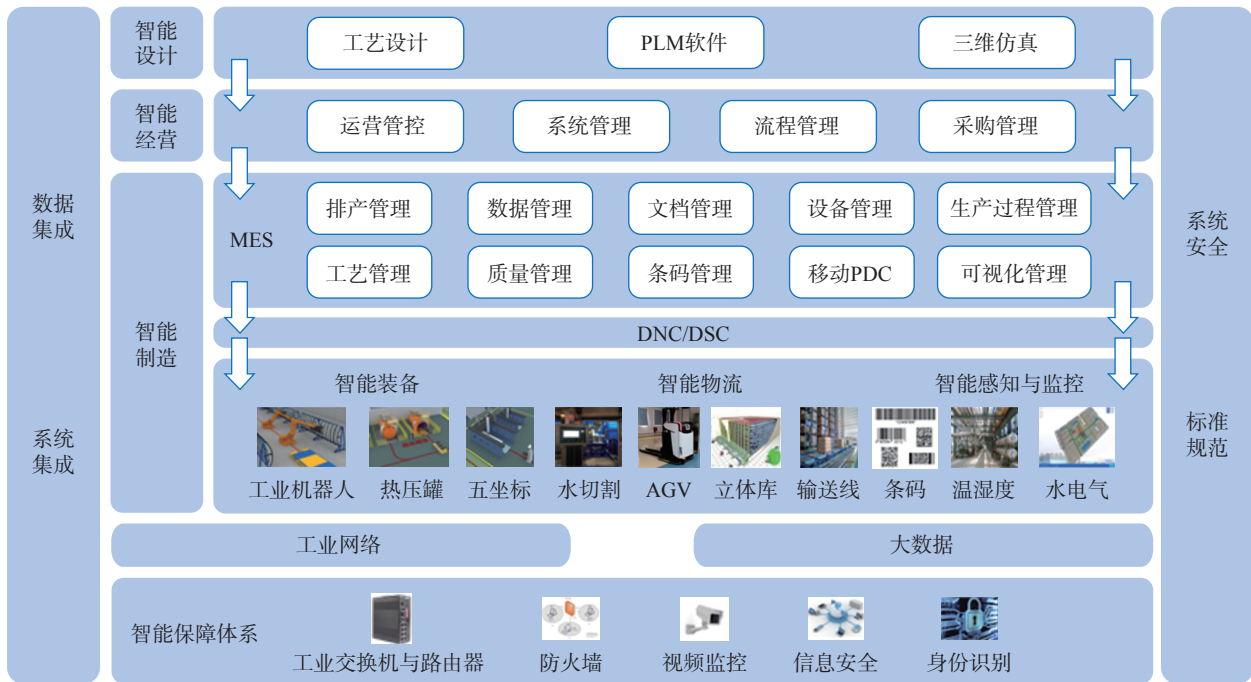 智能
设计
工艺设计
PLM软件
三维仿真
智能
经营
运营管控
系统管理
流程管理
采购管理
数据
集成
系统
集成
智能
制造
MES
排产管理
数据管理
文档管理
设备管理
生产过程管理
工艺管理
质量管理
条码管理
移动PDC
可视化管理
DNC/DSC
智能装备
智能物流
智能感知与监控
工业机器人
热压罐
五坐标
水切割
AGV
立体库
输送线
条码
温湿度
水电气
工业网络
大数据
智能保障体系
工业交换机与路由器
防火墙
视频监控
信息安全
身份识别
系统
安全
标准
规范